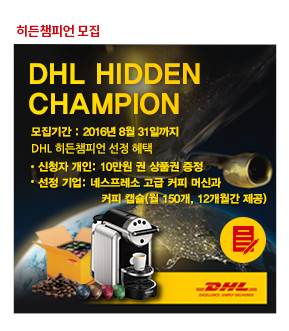 히든챔피언 모집
DHL HIDDEN
CHAMPION
모집기간 : 2016년 8월 31일까지
DHL 히든챔피언 선정 혜택
• 신청자 개인: 10만원 권 상품권 증정
• 선정 기업: 네스프레소 고급 커피 머신과
커피 캡슐(월 150개, 12개월간 제공)
DHL
EXCELLENCE. SIMPLY DELIVERED.